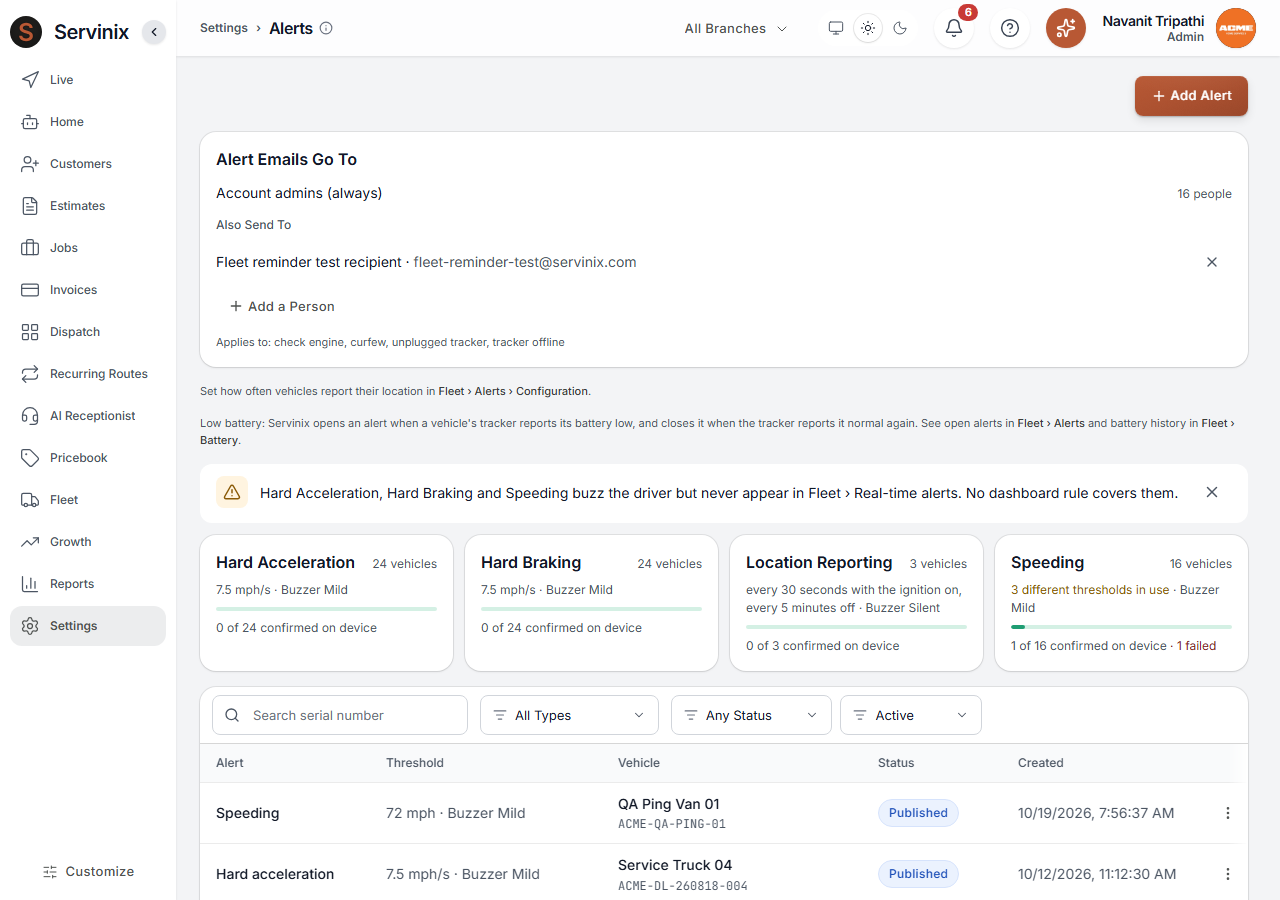 S Servinix
Live
Home
Customers
Estimates
Jobs
Invoices
Dispatch
Recurring Routes
AI Receptionist
Pricebook
Fleet
Growth
Reports
Settings
Customize
Settings › Alerts
All Branches
6
Navanit Tripathi
Admin
ACME
+ Add Alert
Alert Emails Go To
Account admins (always) 16 people
Also Send To
Fleet reminder test recipient · fleet-reminder-test@servinix.com
+ Add a Person
Applies to: check engine, curfew, unplugged tracker, tracker offline
Set how often vehicles report their location in Fleet › Alerts › Configuration.
Low battery: Servinix opens an alert when a vehicle's tracker reports its battery low, and closes it when the tracker reports it normal again. See open alerts in Fleet › Alerts and battery history in Fleet ›
Battery.
Hard Acceleration, Hard Braking and Speeding buzz the driver but never appear in Fleet › Real-time alerts. No dashboard rule covers them.
Hard Acceleration 24 vehicles
7.5 mph/s · Buzzer Mild
0 of 24 confirmed on device
Hard Braking 24 vehicles
7.5 mph/s · Buzzer Mild
0 of 24 confirmed on device
Location Reporting 3 vehicles
every 30 seconds with the ignition on,
every 5 minutes off · Buzzer Silent
0 of 3 confirmed on device
Speeding 16 vehicles
3 different thresholds in use · Buzzer
Mild
1 of 16 confirmed on device · 1 failed
Search serial number All Types Any Status Active
Alert Threshold Vehicle Status Created
Speeding 72 mph · Buzzer Mild QA Ping Van 01 Published 10/19/2026, 7:56:37 AM
ACME-QA-PING-01
Hard acceleration 7.5 mph/s · Buzzer Mild Service Truck 04 Published 10/12/2026, 11:12:30 AM
ACME-DL-260818-004